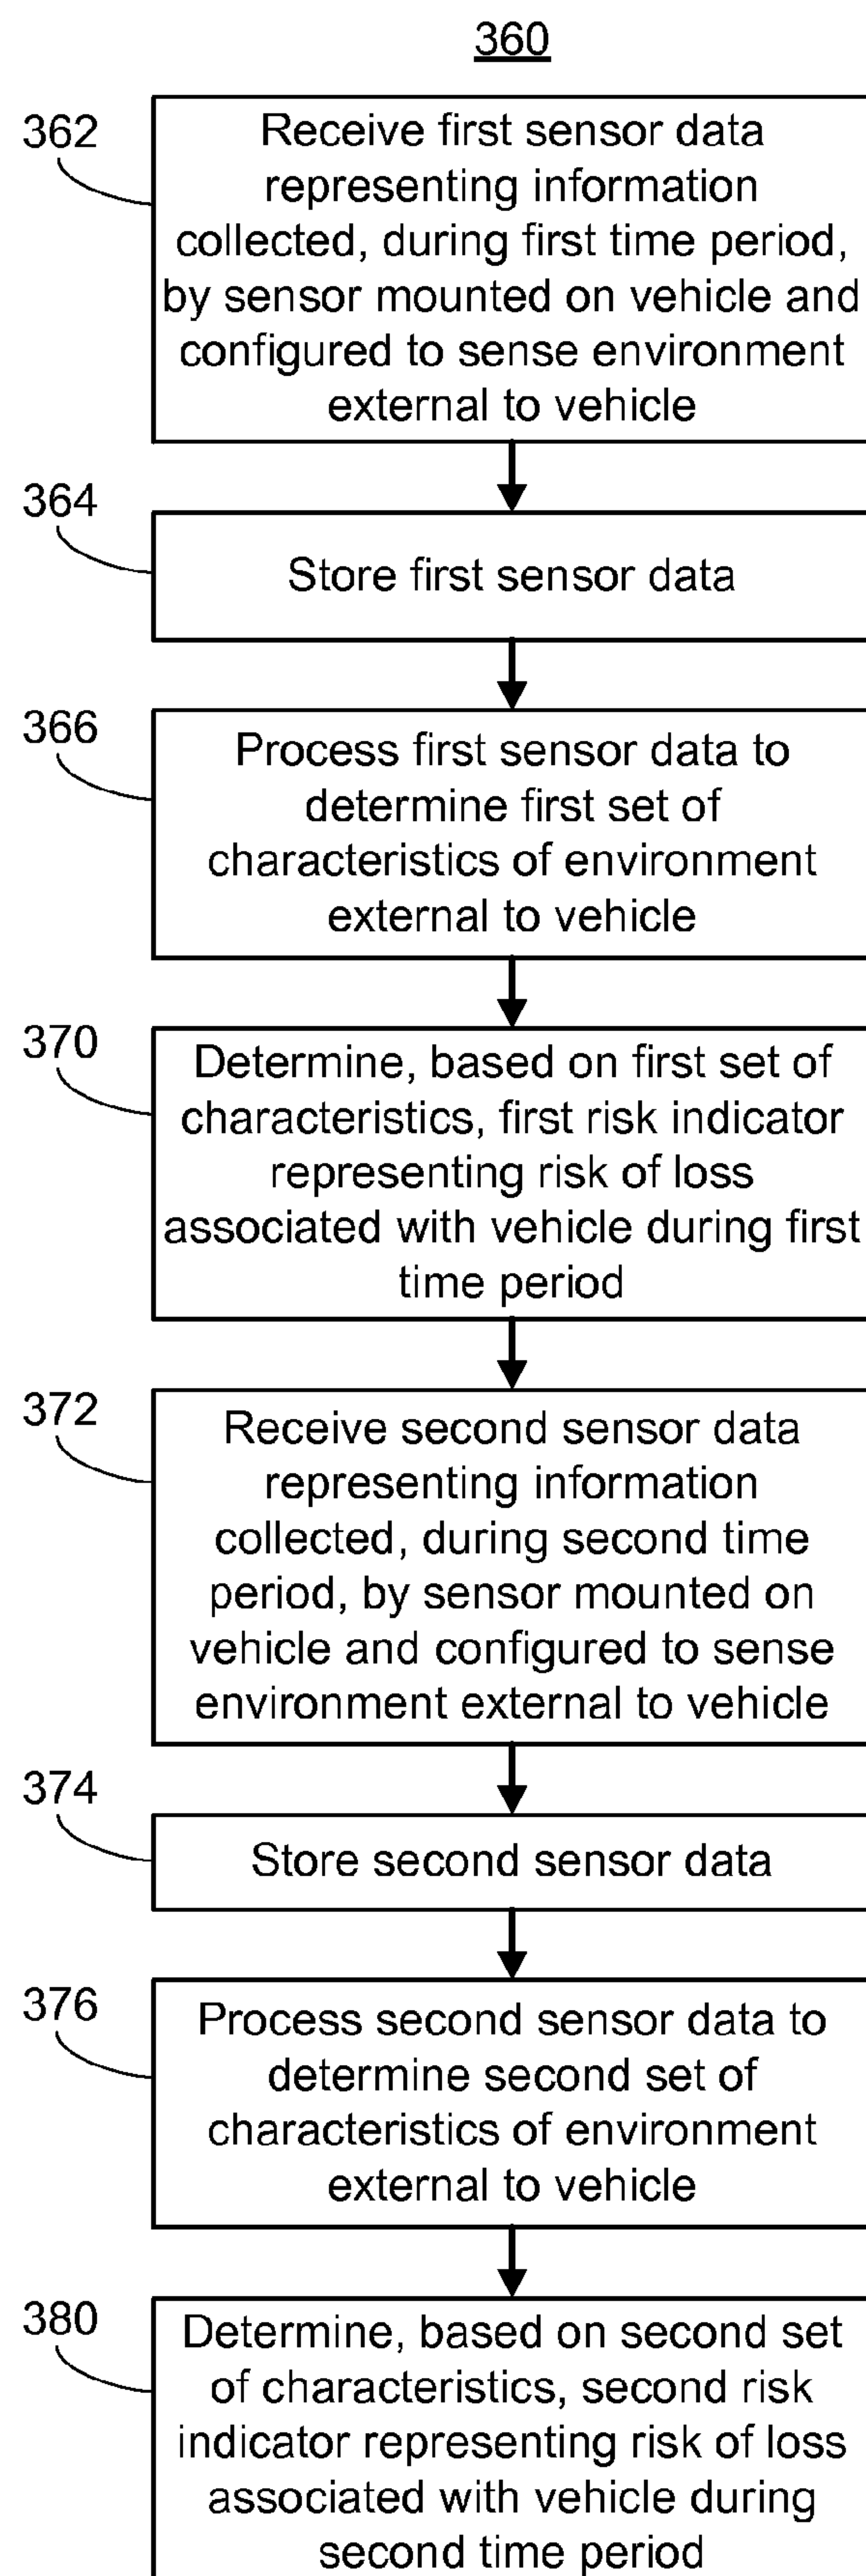 360
362
Receive first sensor data
representing information
collected, during first time period,
by sensor mounted on vehicle and
configured to sense environment
external to vehicle
364
Store first sensor data
366
Process first sensor data to
determine first set of
characteristics of environment
external to vehicle
370
Determine, based on first set of
characteristics, first risk indicator
representing risk of loss
associated with vehicle during first
time period
372
Receive second sensor data
representing information
collected, during second time
period, by sensor mounted on
vehicle and configured to sense
environment external to vehicle
374
Store second sensor data
376
Process second sensor data to
determine second set of
characteristics of environment
external to vehicle
380
Determine, based on second set
of characteristics, second risk
indicator representing risk of loss
associated with vehicle during
second time period